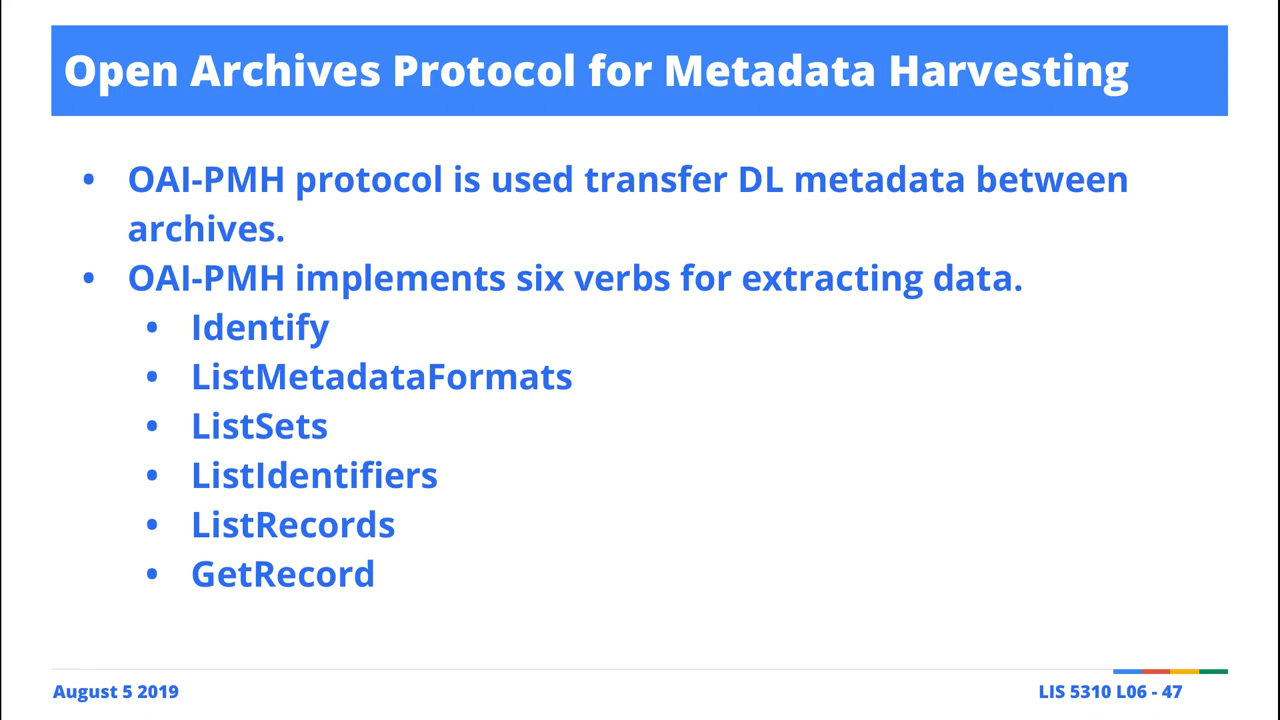 Open Archives Protocol for Metadata Harvesting
• OAI-PMH protocol is used transfer DL metadata between
archives.
• OAI-PMH implements six verbs for extracting data.
• Identify
• ListMetadataFormats
• ListSets
• ListIdentifiers
• ListRecords
• GetRecord
August 5 2019
LIS 5310 L06 - 47